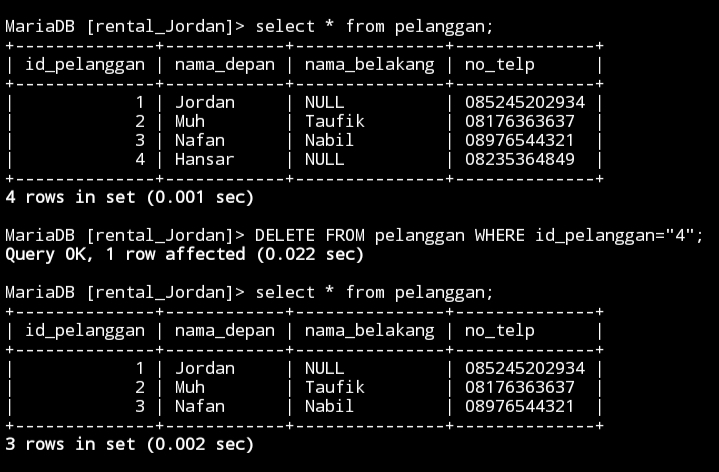 MariaDB [rental_Jordan]> select * from pelanggan;
+--------------+------------+---------------+--------------+
| id_pelanggan | nama_depan | nama_belakang | no_telp      |
+--------------+------------+---------------+--------------+
|            1 | Jordan     | NULL          | 085245202934 |
|            2 | Muh        | Taufik        | 08176363637  |
|            3 | Nafan      | Nabil         | 08976544321  |
|            4 | Hansar     | NULL          | 08235364849  |
+--------------+------------+---------------+--------------+
4 rows in set (0.001 sec)
MariaDB [rental_Jordan]> DELETE FROM pelanggan WHERE id_pelanggan="4";
Query OK, 1 row affected (0.022 sec)
MariaDB [rental_Jordan]> select * from pelanggan;
+--------------+------------+---------------+--------------+
| id_pelanggan | nama_depan | nama_belakang | no_telp      |
+--------------+------------+---------------+--------------+
|            1 | Jordan     | NULL          | 085245202934 |
|            2 | Muh        | Taufik        | 08176363637  |
|            3 | Nafan      | Nabil         | 08976544321  |
+--------------+------------+---------------+--------------+
3 rows in set (0.002 sec)